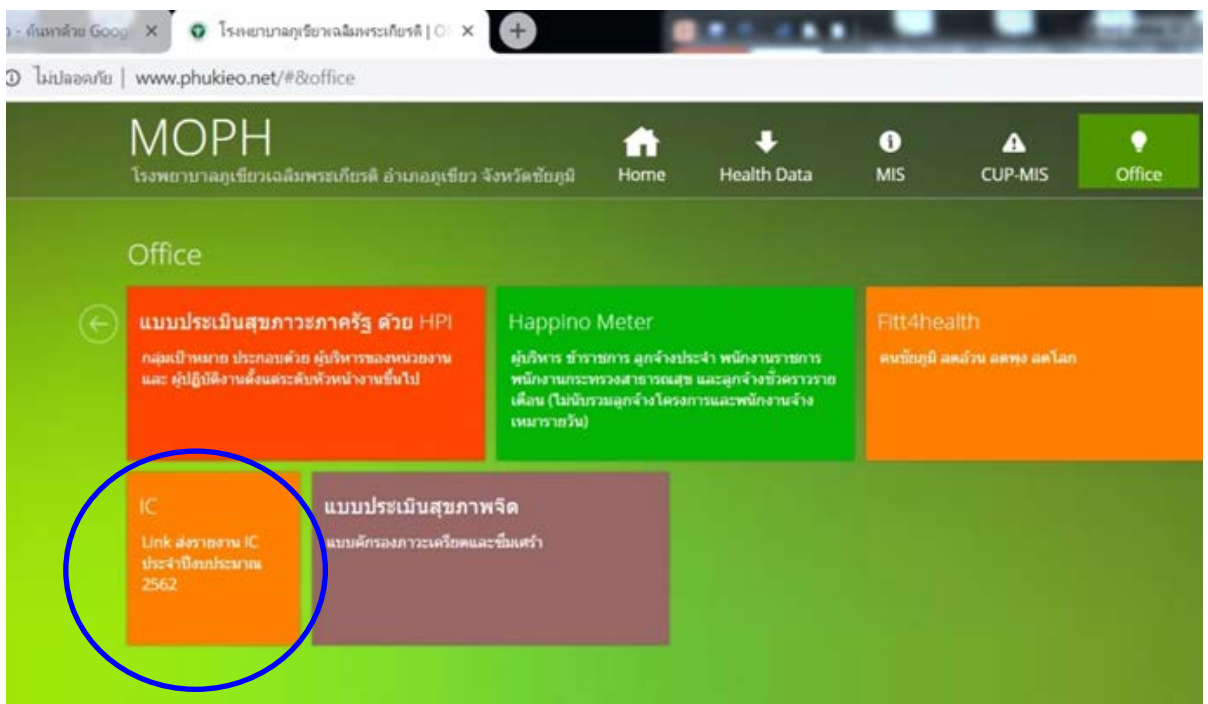 - ค้นหาด้วย Goog
โรงพยาบาลภูเขียวเฉลิมพระเกียรติ | O
ไม่ปลอดภัย | www.phukieo.net/#&office
MOPH
โรงพยาบาลภูเขียวเฉลิมพระเกียรติ อำเภอภูเขียว จังหวัดชัยภูมิ
Home
Health Data
MIS
CUP-MIS
Office
Office
แบบประเมินสุขภาวะภาครัฐ ด้วย HPI
กลุ่มเป้าหมาย ประกอบด้วย ผู้บริหารของหน่วยงาน
และ ผู้ปฏิบัติงานตั้งแต่ระดับหัวหน้างานขึ้นไป
Happino Meter
ผู้บริหาร ข้าราชการ ลูกจ้างประจำ พนักงานราชการ
พนักงานกระทรวงสาธารณสุข และลูกจ้างชั่วคราวราย
เดือน (ไม่นับรวมลูกจ้างโครงการและพนักงานจ้าง
เหมารายวัน)
Fitt4health
คนชัยภูมิ ลดอ้วน ลดพุง ลดโลก
IC
Link ส่งรายงาน IC
ประจำปีงบประมาณ
2562
แบบประเมินสุขภาพจิต
แบบคักรองภาวะเครียดและซึมเศร้า